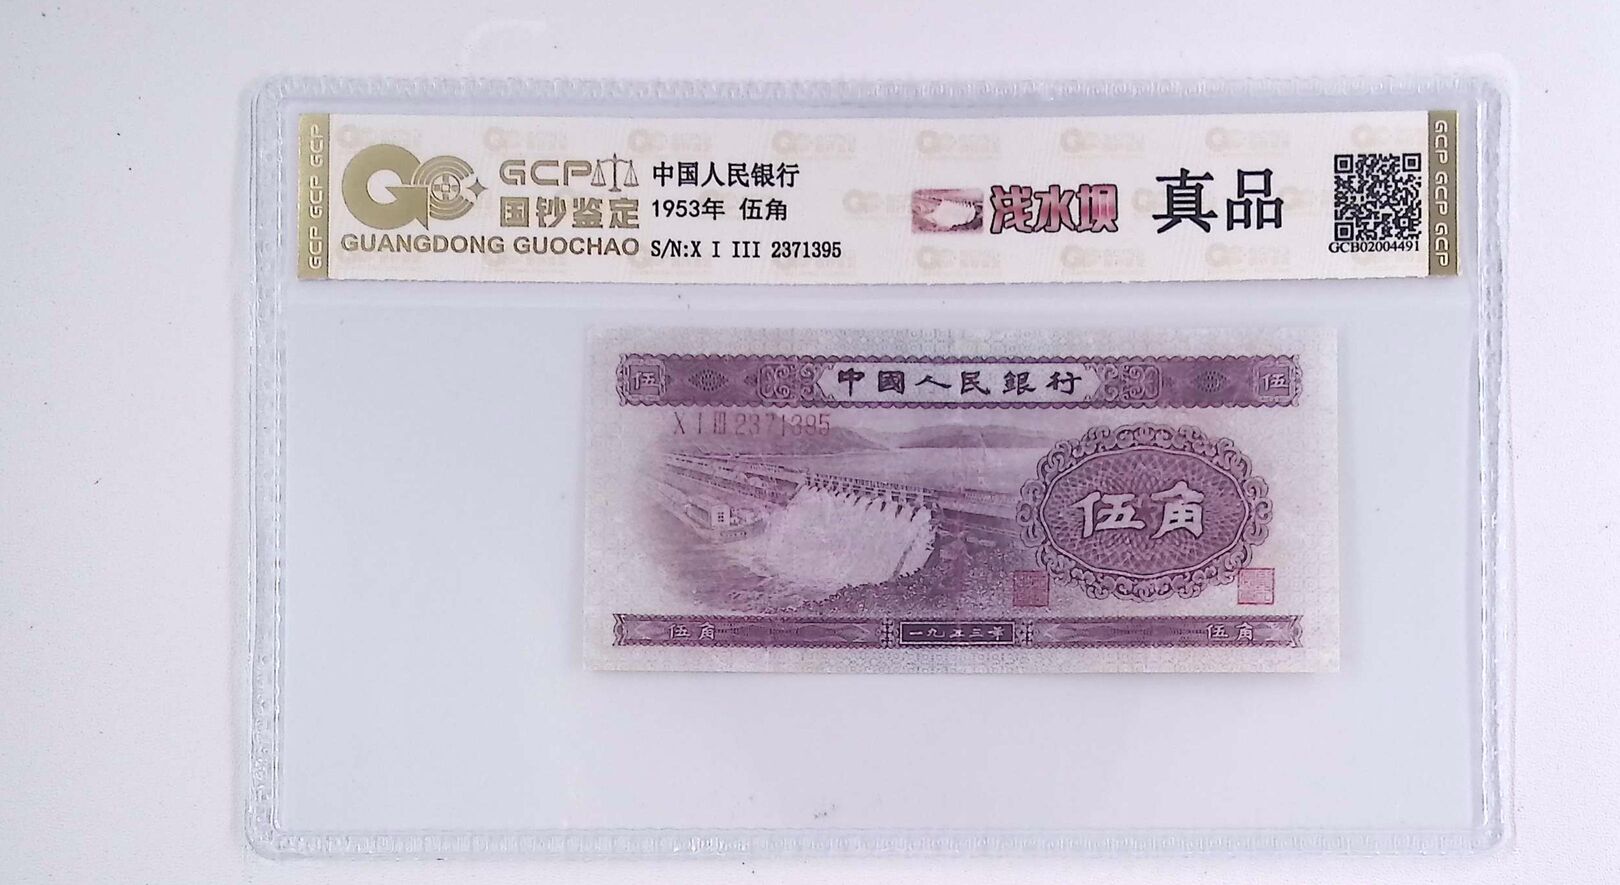 GCP GCP GCP
GCP 中国人民银行
国钞鉴定 1953年 伍角
GUANGDONG GUOCHAO S/N:X I III 2371395
浅水坝 真品
GCB02004491
GCP GCP GCP
伍 中國人民銀行 伍
X I III 2371395
伍角
伍角 一九五三年 伍角